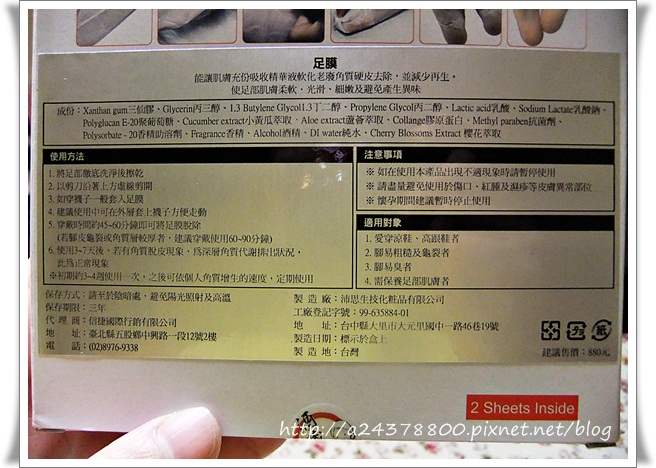 足膜
能讓肌膚充份吸收精華液軟化老廢角質硬皮去除，並減少再生。
使足部肌膚柔軟、光滑、細嫩及避免產生異味
成份：Xanthan gum三仙膠、Glycerin丙三醇、1.3 Butylene Glycol1.3丁二醇、Propylene Glycol丙二醇、Lactic acid乳酸、Sodium Lactate乳酸鈉、
Polyglucan E-20聚葡萄糖、Cucumber extract小黃瓜萃取、Aloe extract蘆薈萃取、Collange膠原蛋白、Methyl paraben抗菌劑、
Polysorbate - 20香精助溶劑、Fragrance香精、Alcohol酒精、DI water純水、Cherry Blossoms Extract 櫻花萃取
使用方法
1. 將足部徹底洗淨後擦乾
2. 以剪刀沿著上方虛線剪開
3. 如穿襪子一般套入足膜
4. 建議使用中可在外層套上襪子方便走動
5. 穿戴時間約45~60分鐘即可將足膜脫除
(若腳皮龜裂或角質層較厚者，建議穿戴使用60~90分鐘)
6. 使用3~7天後，若有角質脫皮現象，為深層角質代謝排出狀況，
此為正常現象
※初期約3~4週使用一次，之後可依個人角質增生的速度，定期使用
注意事項
※ 如在使用本產品出現不適現象時請暫停使用
※ 請盡量避免使用於傷口、紅腫及濕疹等皮膚異常部位
※ 懷孕期間建議暫時停止使用
適用對象
1. 愛穿涼鞋、高跟鞋者
2. 腳易粗糙及龜裂者
3. 腳易臭者
4. 需保養足部肌膚者
保存方式：請至於陰暗處，避免陽光照射及高溫
保存期限：三年
代 理 商：信捷國際行銷有限公司
地　　址：臺北縣五股鄉中興路一段12號2樓
電　　話：(02)8976-9338
製 造 廠：沛思生技化粧品有限公司
工廠登記字號：99-635884-01
地　　址：台中縣大里市大元里國中一路46巷19號
製造日期：標示於盒上
製 造 地：台灣
建議售價：880元
2 Sheets Inside
http://a24378800.pixnet.net/blog